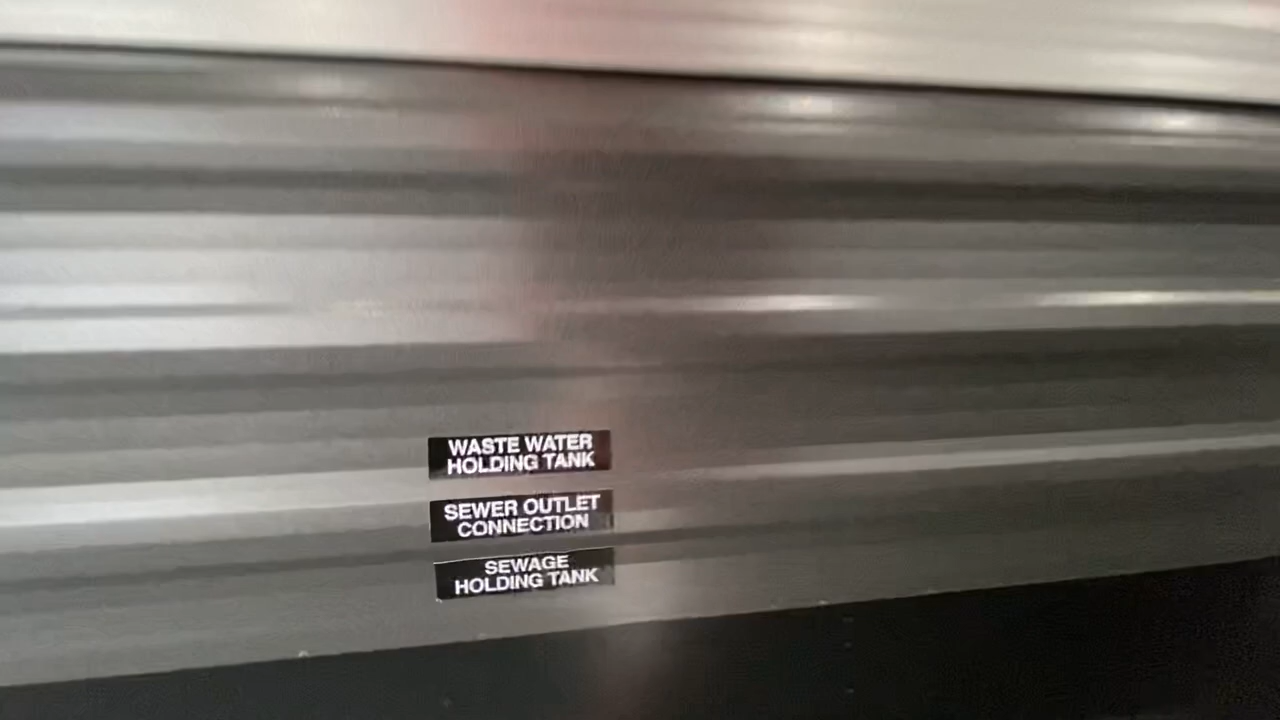 WASTE WATER
HOLDING TANK
SEWER OUTLET
CONNECTION
SEWAGE
HOLDING TANK